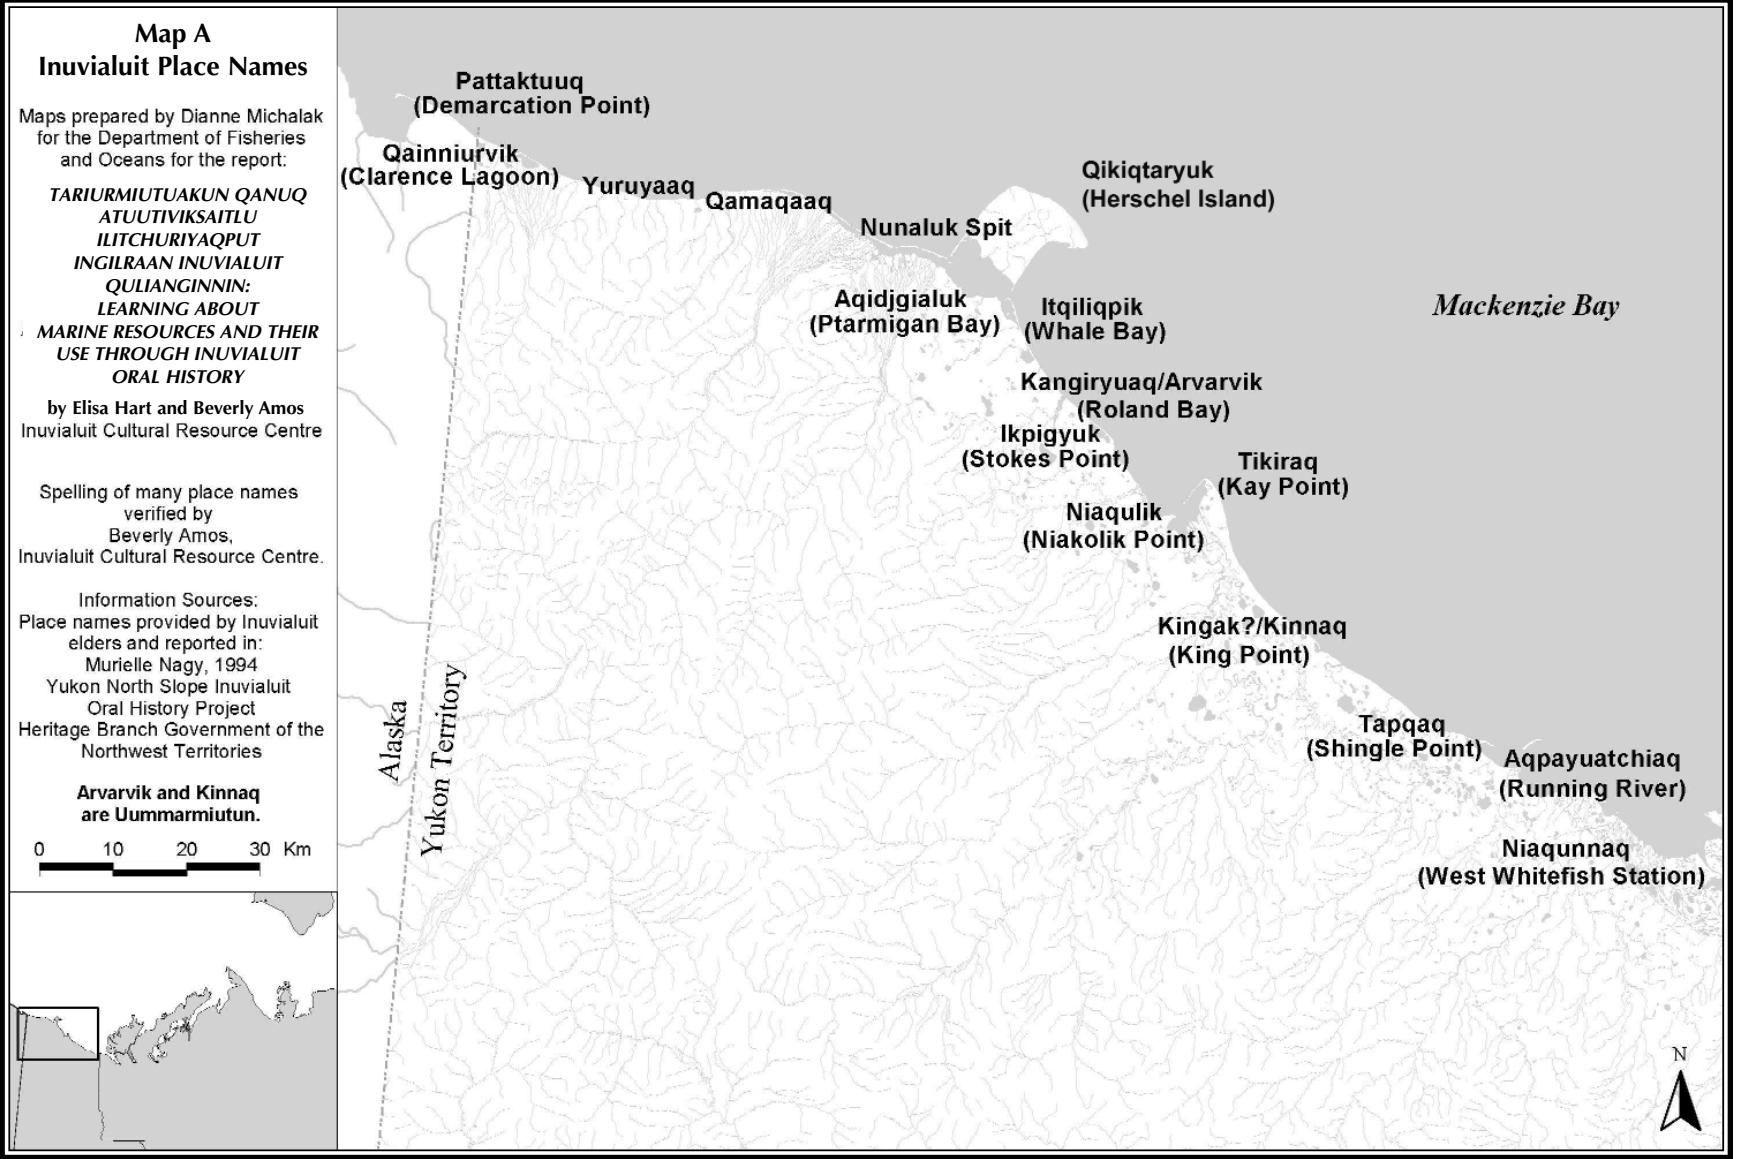 Map A
Inuvialuit Place Names
Maps prepared by Dianne Michalak
for the Department of Fisheries
and Oceans for the report:
TARIURMIUTUAKUN QANUQ
ATUUTIVIKSAITLU
ILITCHURIYAQPUT
INGILRAAN INUVIALUIT
QULIANGINNIN:
LEARNING ABOUT
MARINE RESOURCES AND THEIR
USE THROUGH INUVIALUIT
ORAL HISTORY
by Elisa Hart and Beverly Amos
Inuvialuit Cultural Resource Centre
Spelling of many place names
verified by
Beverly Amos,
Inuvialuit Cultural Resource Centre.
Information Sources:
Place names provided by Inuvialuit
elders and reported in:
Murielle Nagy, 1994
Yukon North Slope Inuvialuit
Oral History Project
Heritage Branch Government of the
Northwest Territories
Arvarvik and Kinnaq
are Uummarmiutun.
0 10 20 30 Km
Pattaktuuq
(Demarcation Point)
Qainniurvik
(Clarence Lagoon)
Yuruyaaq
Qamaqaaq
Nunaluk Spit
Qikiqtaryuk
(Herschel Island)
Aqidjgialuk
(Ptarmigan Bay)
Itqiliqpik
(Whale Bay)
Mackenzie Bay
Kangiryuaq/Arvarvik
(Roland Bay)
Ikpigyuk
(Stokes Point)
Tikiraq
(Kay Point)
Niaqulik
(Niakolik Point)
Kingak?/Kinnaq
(King Point)
Tapqaq
(Shingle Point)
Aqpayuatchiaq
(Running River)
Niaqunnaq
(West Whitefish Station)
Alaska
Yukon Territory
N